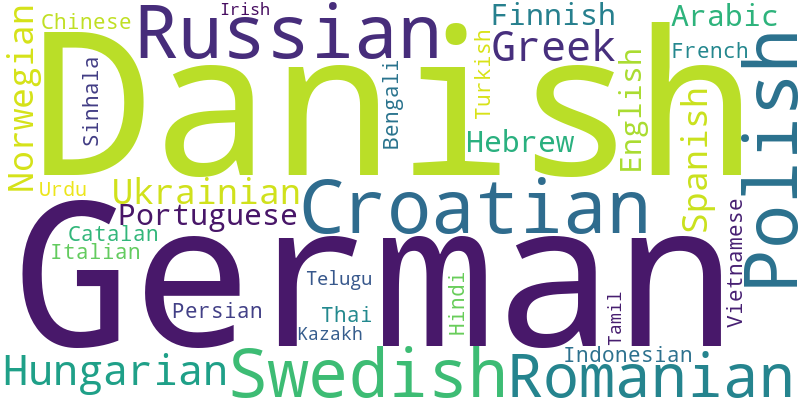 Irish
Chinese
Russian
Finnish
Arabic
Norwegian
Danish
Greek
French
Sinhala
Bengali
Turkish
English
Polish
Hebrew
Spanish
Urdu
Ukrainian
Croatian
Portuguese
Catalan
Italian
German
Vietnamese
Telugu
Hindi
Persian
Thai
Tamil
Kazakh
Hungarian
Swedish
Indonesian
Romanian